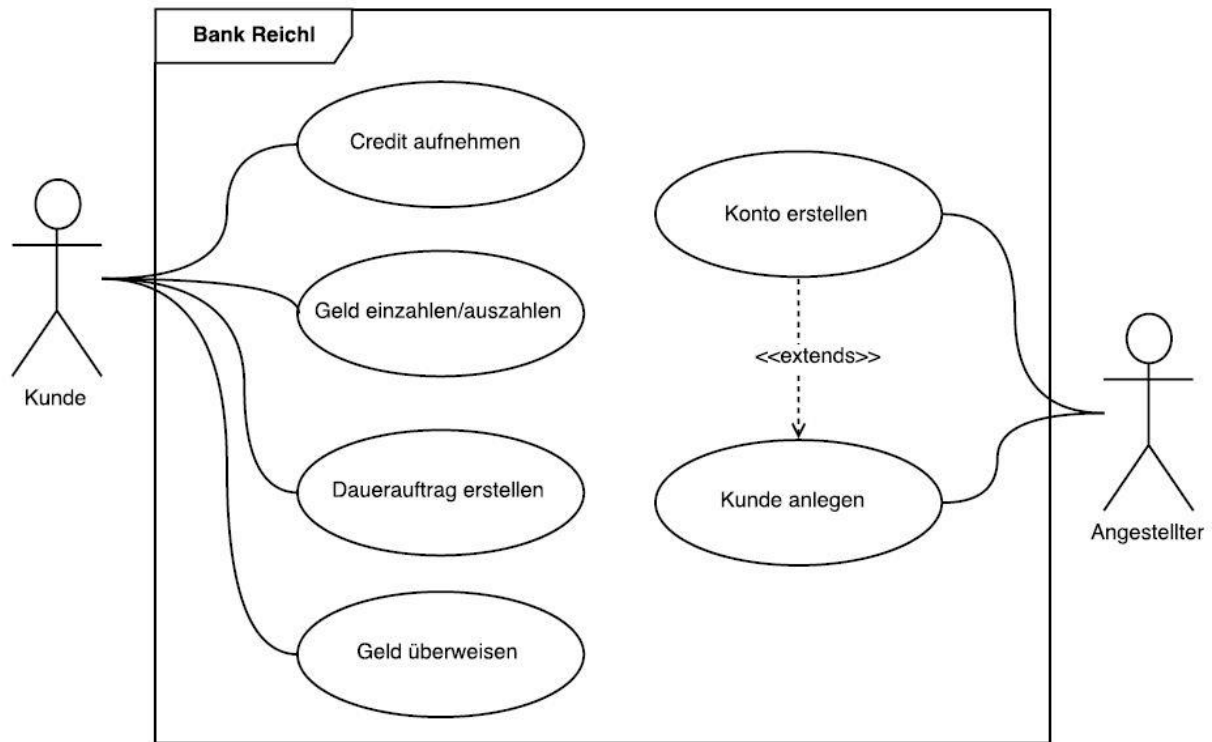 Bank Reichl
Credit aufnehmen
Konto erstellen
Geld einzahlen/auszahlen
<<extends>>
Kunde
Dauerauftrag erstellen
Kunde anlegen
Angestellter
Geld überweisen